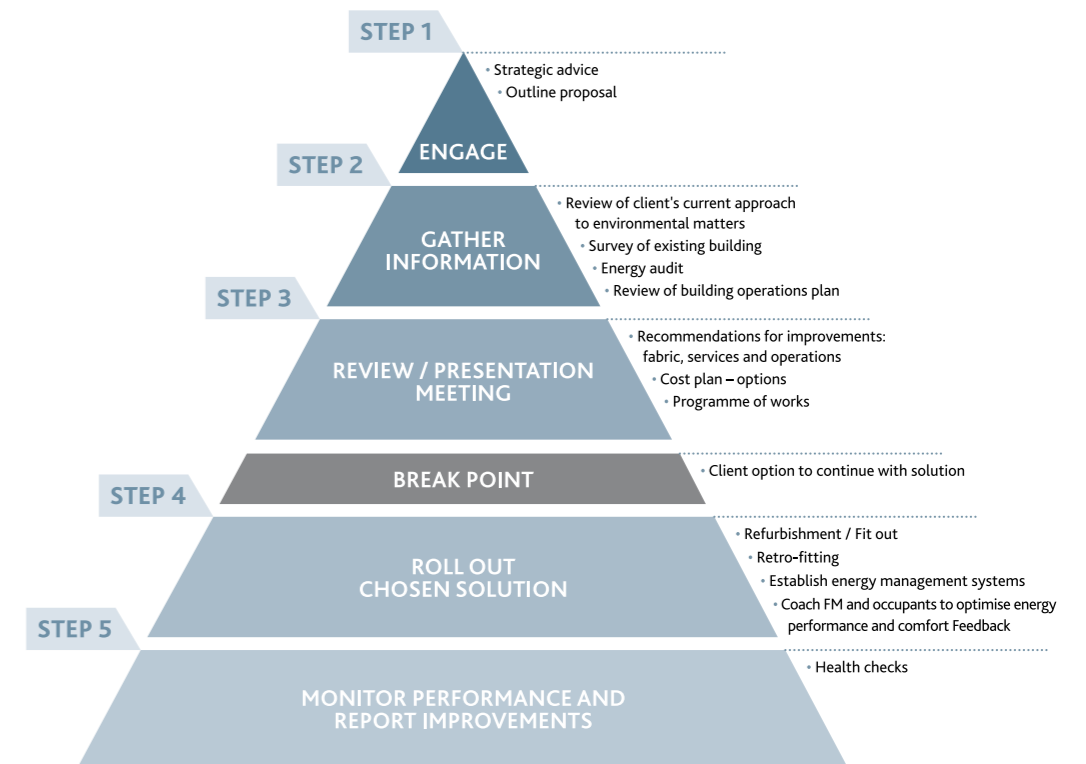 STEP 1
• Strategic advice
• Outline proposal
ENGAGE
STEP 2
• Review of client's current approach
to environmental matters
• Survey of existing building
• Energy audit
• Review of building operations plan
GATHER
INFORMATION
STEP 3
• Recommendations for improvements:
fabric, services and operations
• Cost plan – options
• Programme of works
REVIEW / PRESENTATION
MEETING
BREAK POINT
• Client option to continue with solution
STEP 4
• Refurbishment / Fit out
• Retro-fitting
• Establish energy management systems
• Coach FM and occupants to optimise energy
performance and comfort Feedback
ROLL OUT
CHOSEN SOLUTION
STEP 5
• Health checks
MONITOR PERFORMANCE AND
REPORT IMPROVEMENTS